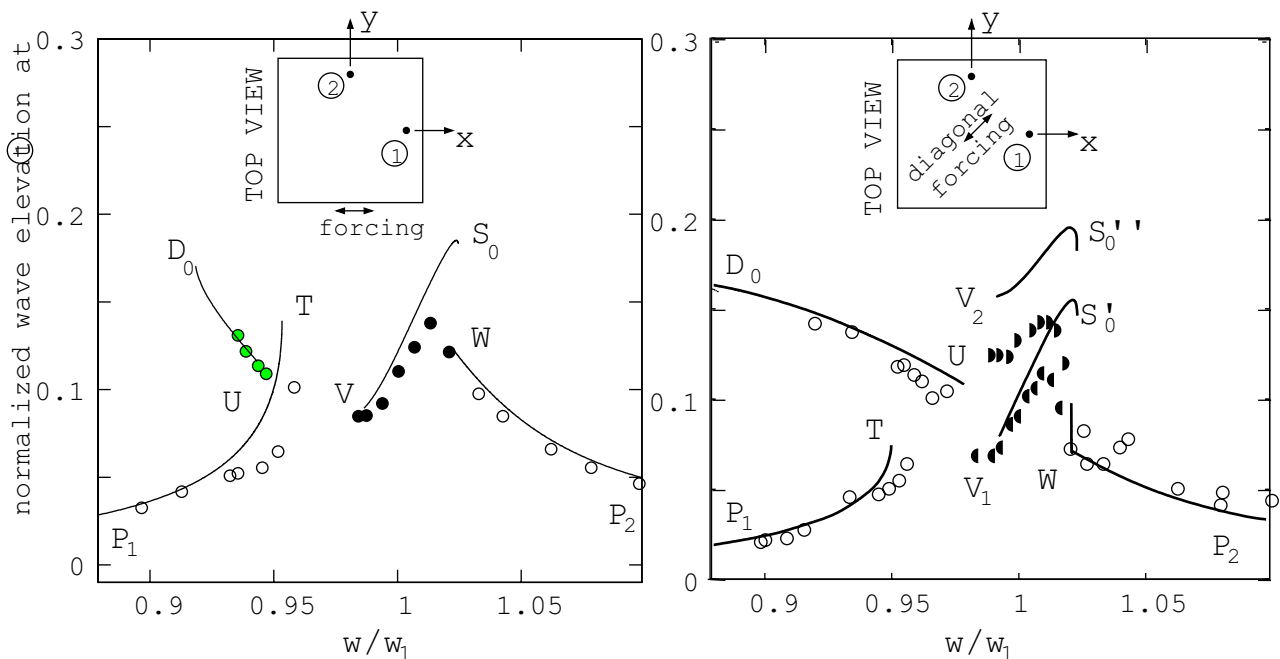 normalized wave elevation at 1
0.3
0.2
0.1
0
0.9
0.95
1
1.05
w/w1
y
x
2
1
TOP VIEW
forcing
D0
T
U
P1
V
S0
W
P2
0.3
0.2
0.1
0
0.9
0.95
1
1.05
w/w1
y
x
2
1
TOP VIEW
diagonal
forcing
D0
S0''
V2
S0'
U
T
V1
W
P1
P2